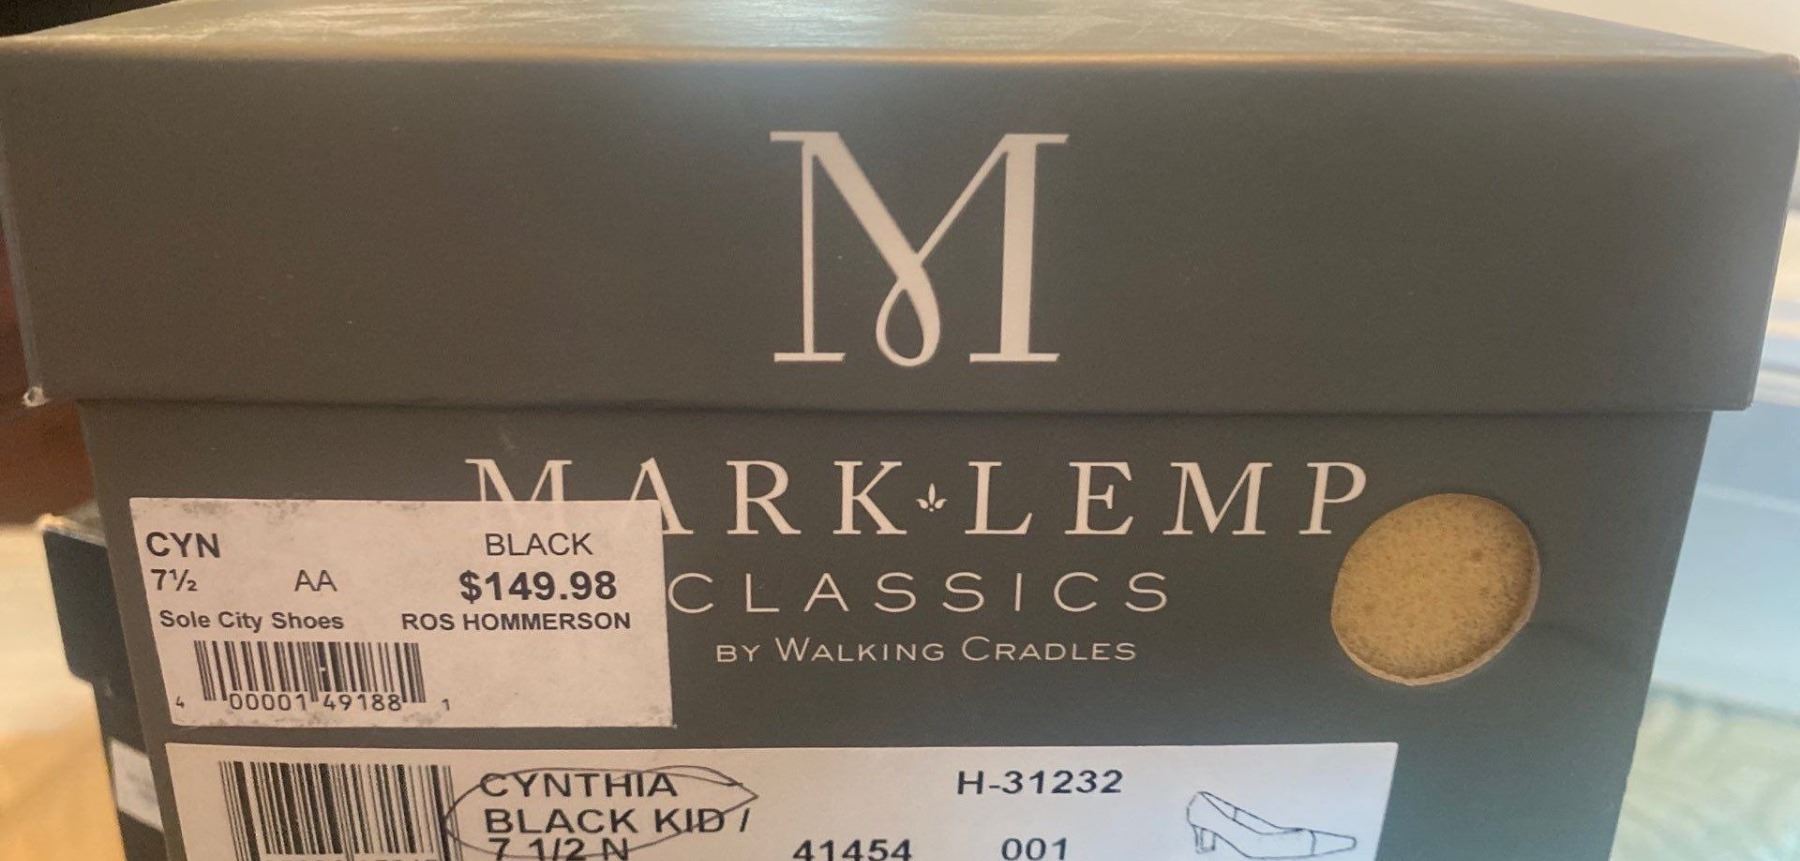 M
MARK LEMP
CLASSICS
BY WALKING CRADLES
CYN BLACK
7½ AA $149.98
Sole City Shoes ROS HOMMERSON
4 00001 49188 1
CYNTHIA H-31232
BLACK KID /
7 1/2 N 41454 001